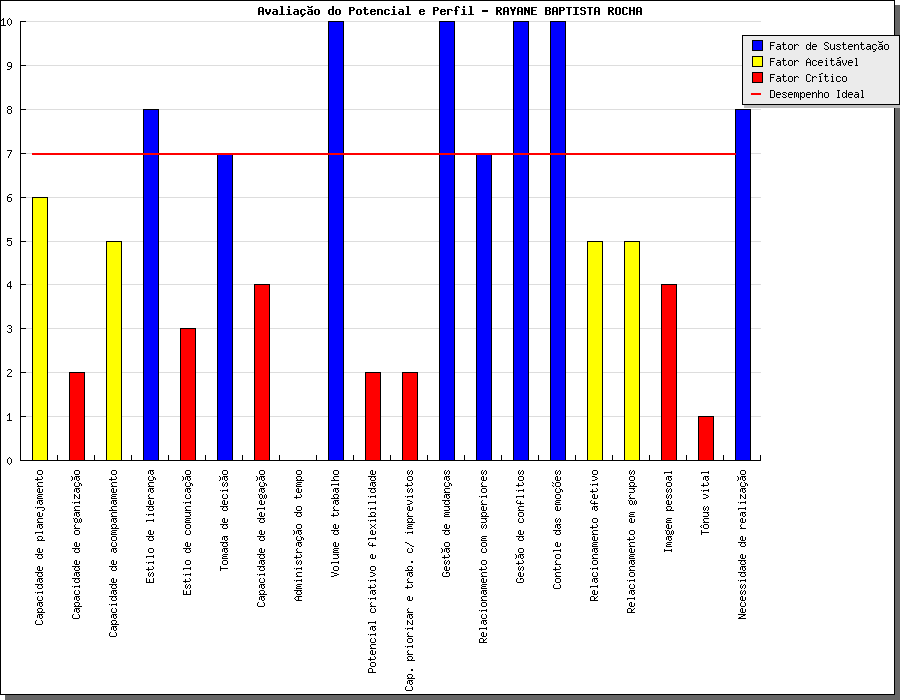 Avaliação do Potencial e Perfil - RAYANE BAPTISTA ROCHA
Fator de Sustentação
Fator Aceitável
Fator Crítico
Desempenho Ideal
10
9
8
7
6
5
4
3
2
1
0
Capacidade de planejamento
Capacidade de organização
Capacidade de acompanhamento
Estilo de liderança
Estilo de comunicação
Tomada de decisão
Capacidade de delegação
Administração do tempo
Volume de trabalho
Potencial criativo e flexibilidade
Cap. priorizar e trab. c/ imprevistos
Gestão de mudanças
Relacionamento com superiores
Gestão de conflitos
Controle das emoções
Relacionamento afetivo
Relacionamento em grupos
Imagem pessoal
Tônus vital
Necessidade de realização